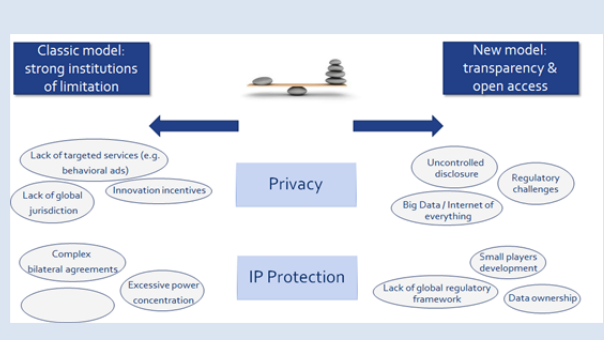 Classic model:
strong institutions
of limitation
New model:
transparency &
open access
Lack of targeted services (e.g.
behavioral ads)
Lack of global
jurisdiction
Innovation incentives
Privacy
Uncontrolled
disclosure
Regulatory
challenges
Big Data / Internet of
everything
Complex
bilateral agreements
Excessive power
concentration
IP Protection
Small players
development
Lack of global regulatory
framework
Data ownership